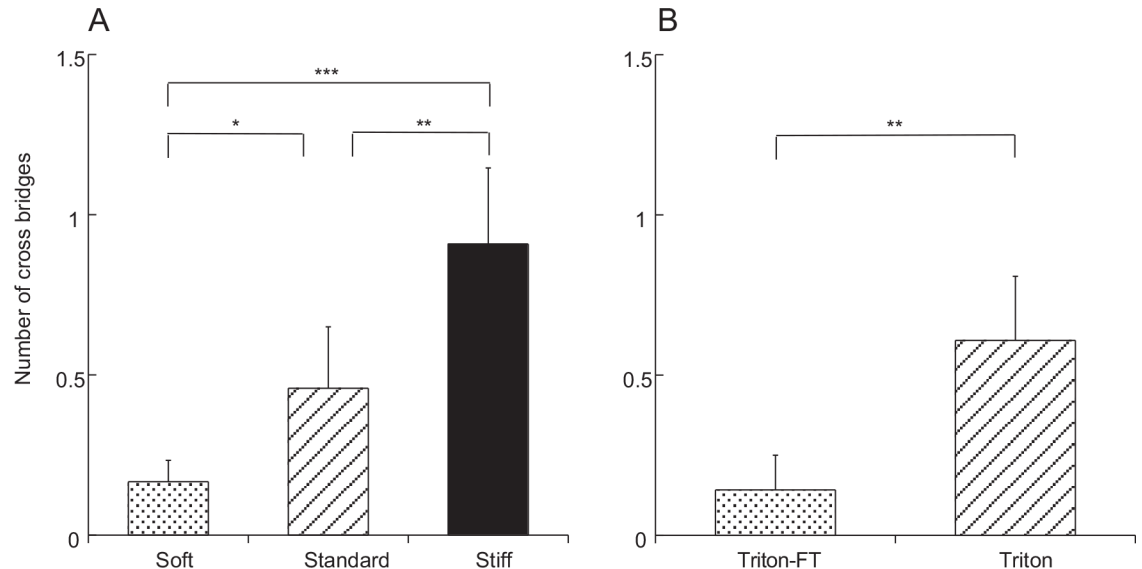 A
B
1.5
1
0.5
0
Number of cross bridges
***
*
**
Soft
Standard
Stiff
1.5
1
0.5
0
**
Triton-FT
Triton